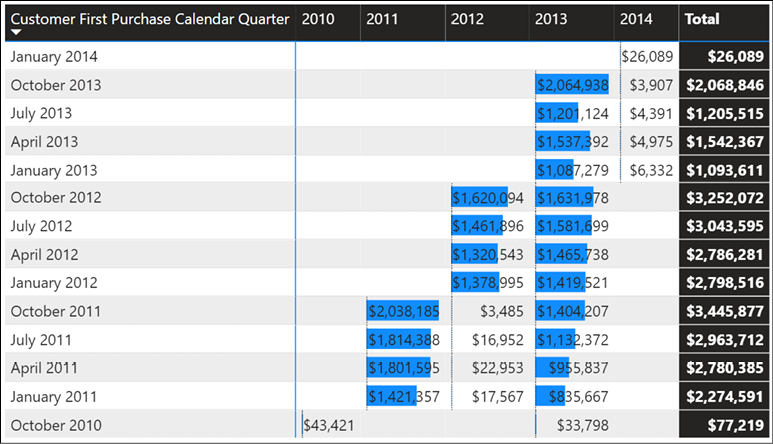 Customer First Purchase Calendar Quarter 2010 2011 2012 2013 2014 Total
January 2014 $26,089 $26,089
October 2013 $2,064,938 $3,907 $2,068,846
July 2013 $1,201,124 $4,391 $1,205,515
April 2013 $1,537,392 $4,975 $1,542,367
January 2013 $1,087,279 $6,332 $1,093,611
October 2012 $1,620,094 $1,631,978 $3,252,072
July 2012 $1,461,896 $1,581,699 $3,043,595
April 2012 $1,320,543 $1,465,738 $2,786,281
January 2012 $1,378,995 $1,419,521 $2,798,516
October 2011 $2,038,185 $3,485 $1,404,207 $3,445,877
July 2011 $1,814,388 $16,952 $1,132,372 $2,963,712
April 2011 $1,801,595 $22,953 $955,837 $2,780,385
January 2011 $1,421,357 $17,567 $835,667 $2,274,591
October 2010 $43,421 $33,798 $77,219